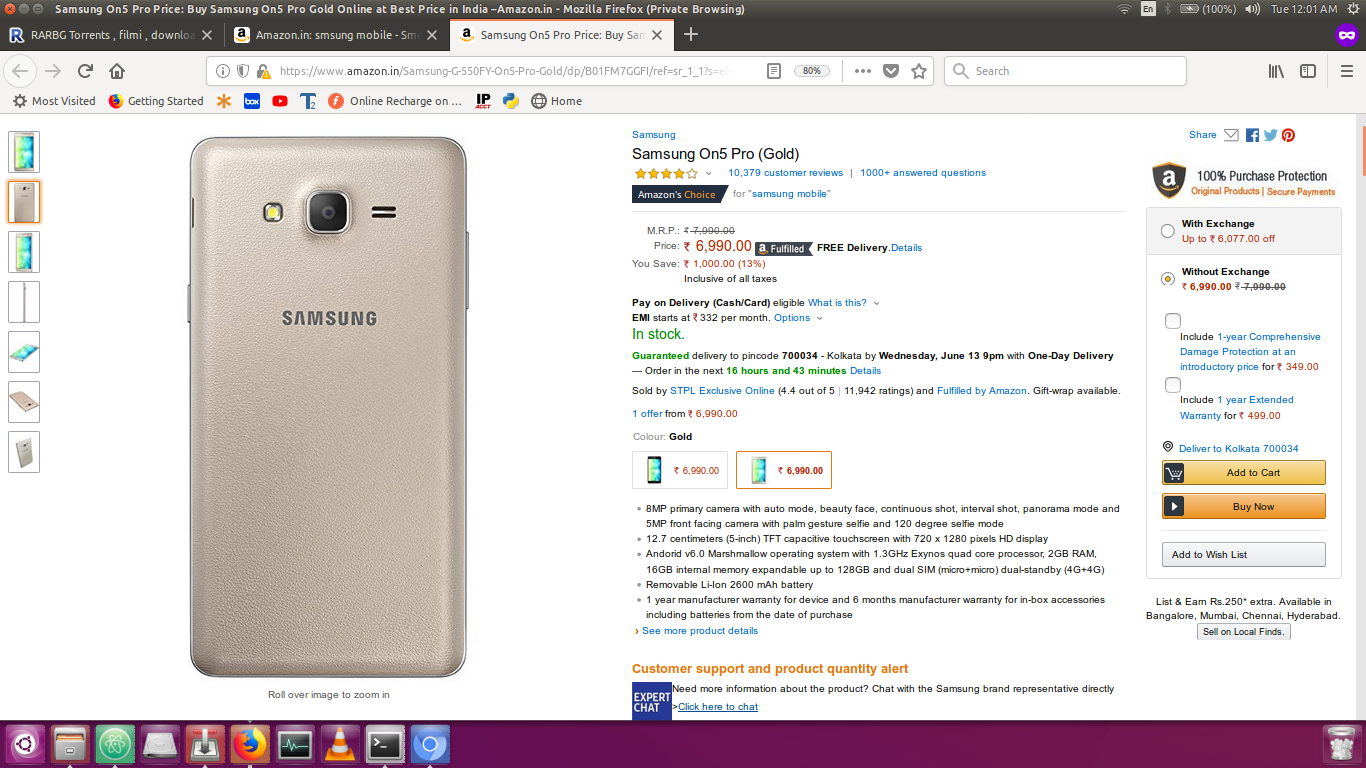 Samsung On5 Pro Price: Buy Samsung On5 Pro Gold Online at Best Price in India –Amazon.in - Mozilla Firefox (Private Browsing)
En
(100%)
Tue 12:01 AM
RARBG Torrents , filmi , downloa
Amazon.in: smsung mobile - Sm
Samsung On5 Pro Price: Buy Sam
https://www.amazon.in/Samsung-G-550FY-On5-Pro-Gold/dp/B01FM7GGFI/ref=sr_1_1?s=el
80%
Search
Most Visited
Getting Started
box
Online Recharge on ...
IP
ACCT
Home
Samsung
Share
Samsung On5 Pro (Gold)
10,379 customer reviews | 1000+ answered questions
Amazon's Choice for "samsung mobile"
M.R.P.: ₹ 7,990.00
Price: ₹ 6,990.00 Fulfilled FREE Delivery.Details
You Save: ₹ 1,000.00 (13%)
Inclusive of all taxes
Pay on Delivery (Cash/Card) eligible What is this?
EMI starts at ₹332 per month. Options
In stock.
Guaranteed delivery to pincode 700034 - Kolkata by Wednesday, June 13 9pm with One-Day Delivery
— Order in the next 16 hours and 43 minutes Details
Sold by STPL Exclusive Online (4.4 out of 5 | 11,942 ratings) and Fulfilled by Amazon. Gift-wrap available.
1 offer from ₹ 6,990.00
Colour: Gold
₹ 6,990.00
₹ 6,990.00
• 8MP primary camera with auto mode, beauty face, continuous shot, interval shot, panorama mode and
5MP front facing camera with palm gesture selfie and 120 degree selfie mode
• 12.7 centimeters (5-inch) TFT capacitive touchscreen with 720 x 1280 pixels HD display
• Andorid v6.0 Marshmallow operating system with 1.3GHz Exynos quad core processor, 2GB RAM,
16GB internal memory expandable up to 128GB and dual SIM (micro+micro) dual-standby (4G+4G)
• Removable Li-Ion 2600 mAh battery
• 1 year manufacturer warranty for device and 6 months manufacturer warranty for in-box accessories
including batteries from the date of purchase
› See more product details
Customer support and product quantity alert
EXPERT
CHAT
Need more information about the product? Chat with the Samsung brand representative directly
>Click here to chat
SAMSUNG
Roll over image to zoom in
100% Purchase Protection
Original Products | Secure Payments
With Exchange
Up to ₹ 6,077.00 off
Without Exchange
₹ 6,990.00 ₹ 7,990.00
Include 1-year Comprehensive
Damage Protection at an
introductory price for ₹ 349.00
Include 1 year Extended
Warranty for ₹ 499.00
Deliver to Kolkata 700034
Add to Cart
Buy Now
Add to Wish List
List & Earn Rs.250* extra. Available in
Bangalore, Mumbai, Chennai, Hyderabad.
Sell on Local Finds.